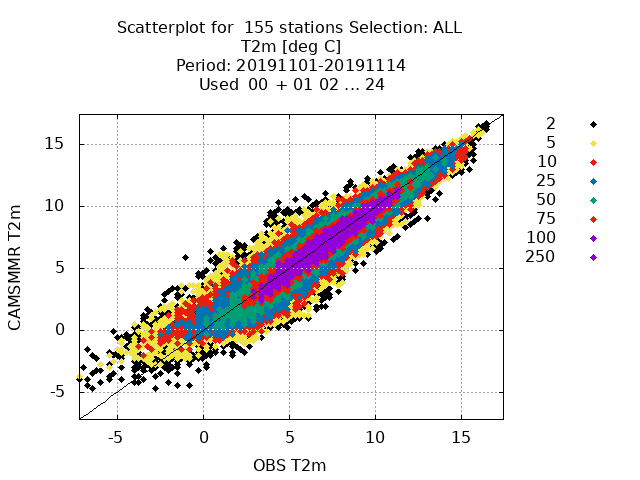 Scatterplot for  155 stations Selection: ALL
T2m [deg C]
Period: 20191101-20191114
Used  00 + 01 02 ... 24
2
5
10
25
50
75
100
250
15
10
5
0
-5
CAMSMMR T2m
-5 0 5 10 15
OBS T2m